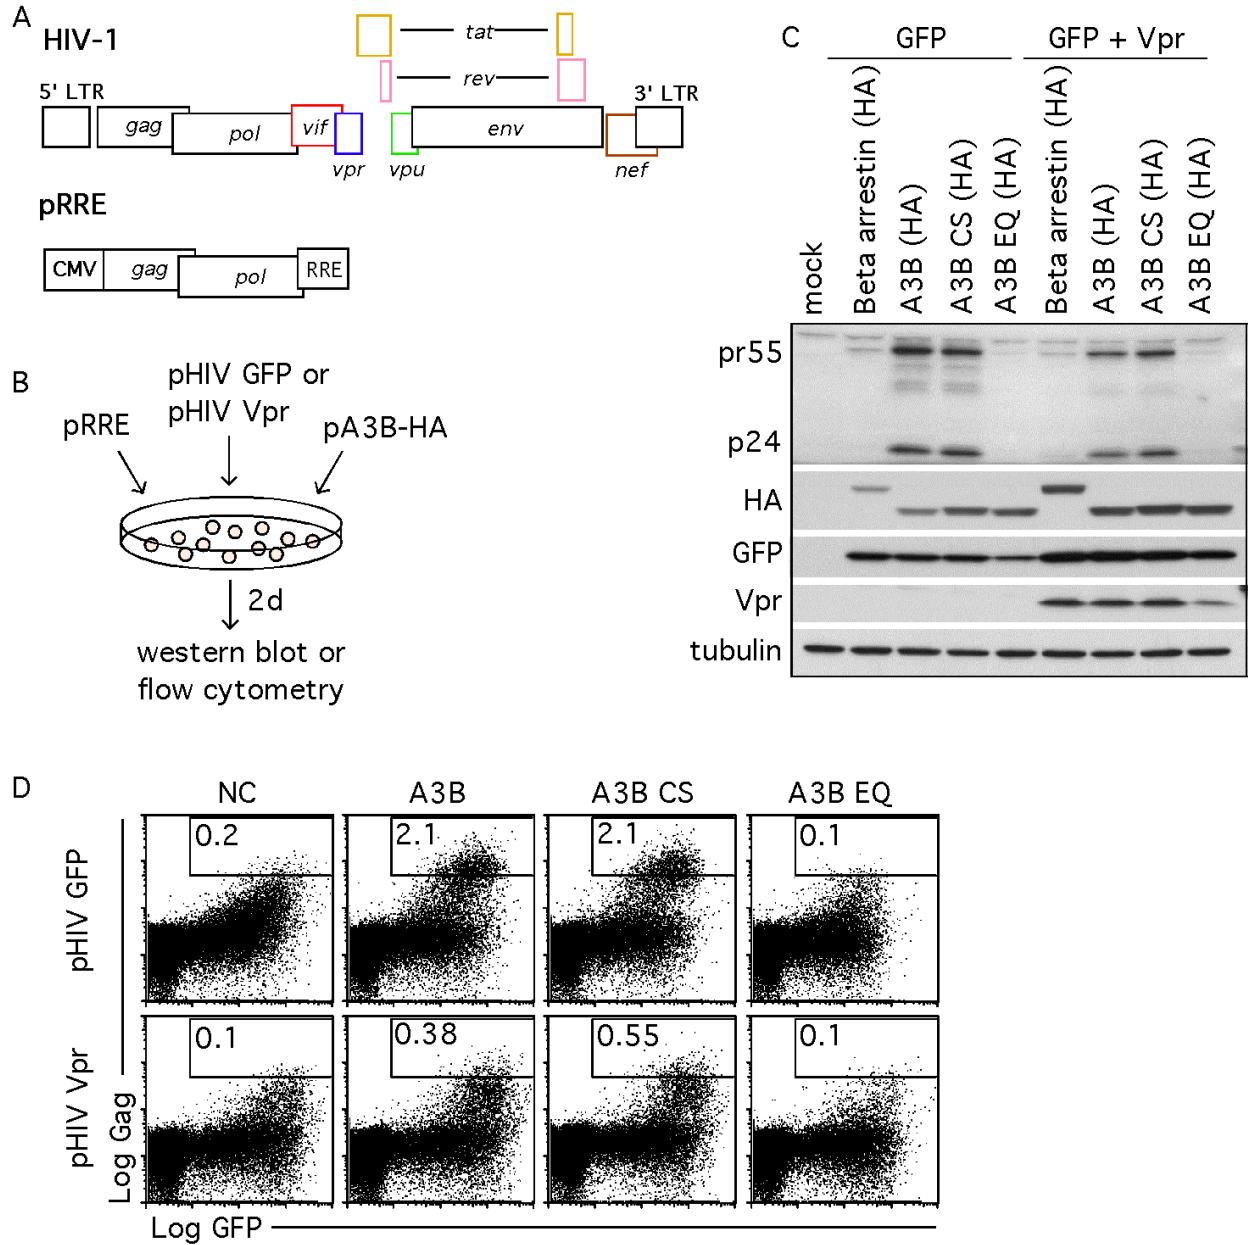 A
HIV-1
tat
rev
5' LTR
3' LTR
gag
pol
vif
env
vpr
vpu
nef
pRRE
CMV
gag
pol
RRE
B
pHIV GFP or
pHIV Vpr
pRRE
pA3B-HA
2d
western blot or
flow cytometry
C
GFP
GFP + Vpr
mock
Beta arrestin (HA)
A3B (HA)
A3B CS (HA)
A3B EQ (HA)
Beta arrestin (HA)
A3B (HA)
A3B CS (HA)
A3B EQ (HA)
pr55
p24
HA
GFP
Vpr
tubulin
D
NC
A3B
A3B CS
A3B EQ
pHIV GFP
0.2
2.1
2.1
0.1
pHIV Vpr
0.1
0.38
0.55
0.1
Log Gag
Log GFP